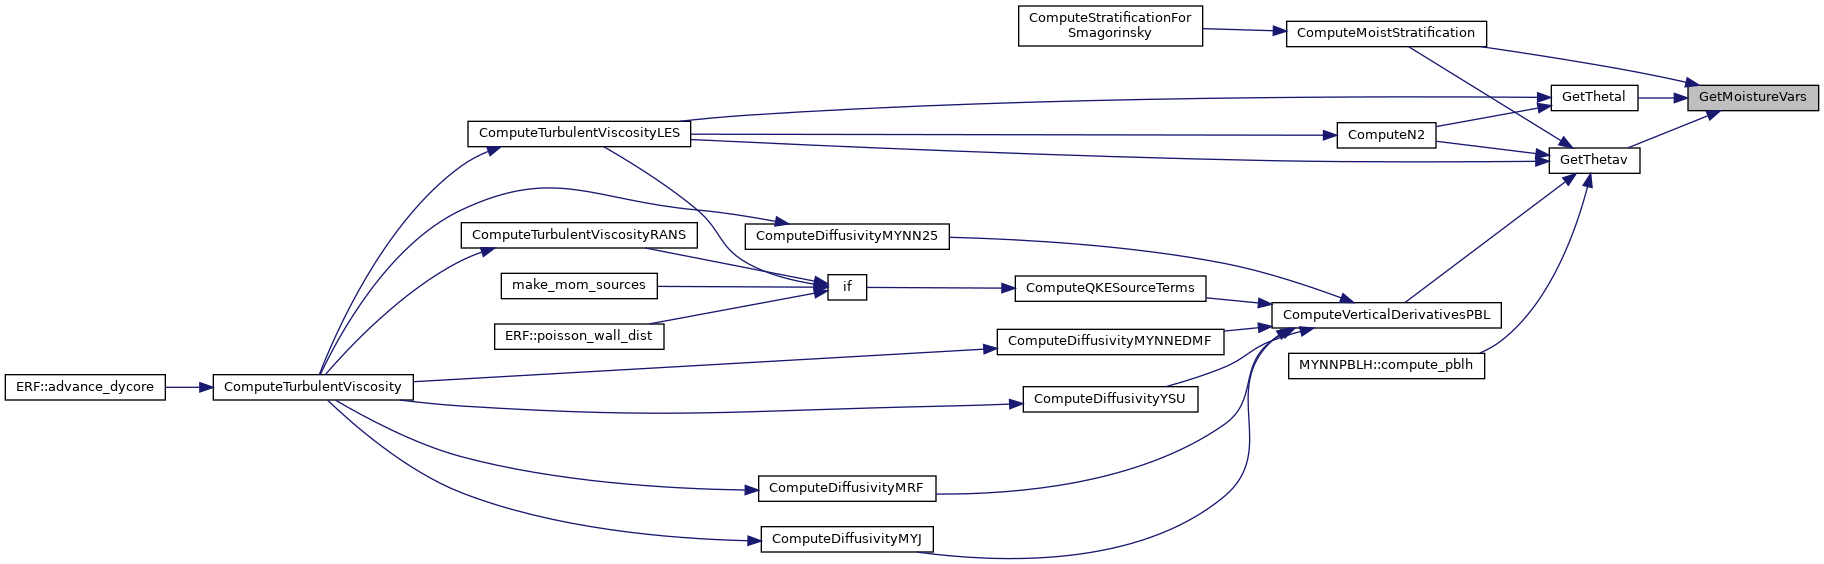 ComputeStratificationFor
Smagorinsky
ComputeMoistStratification
GetThetal
GetMoistureVars
ComputeTurbulentViscosityLES
ComputeN2
GetThetav
ComputeTurbulentViscosityRANS
ComputeDiffusivityMYNN25
make_mom_sources
if
ComputeQKESourceTerms
ComputeVerticalDerivativesPBL
ERF::poisson_wall_dist
ComputeDiffusivityMYNNEDMF
MYNNPBLH::compute_pblh
ERF::advance_dycore
ComputeTurbulentViscosity
ComputeDiffusivityYSU
ComputeDiffusivityMRF
ComputeDiffusivityMYJ